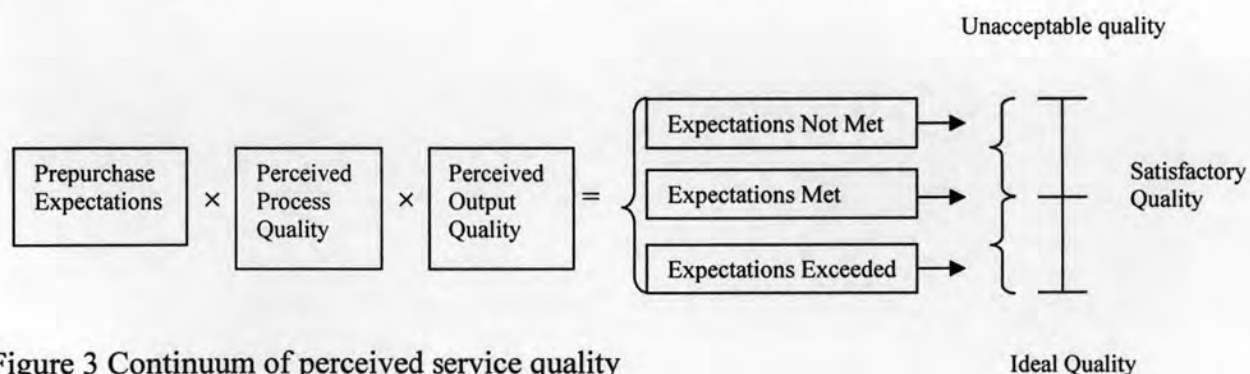 Unacceptable quality
Prepurchase
Expectations
×
Perceived
Process
Quality
×
Perceived
Output
Quality
=
Expectations Not Met
Expectations Met
Expectations Exceeded
Satisfactory
Quality
Figure 3 Continuum of perceived service quality
Ideal Quality